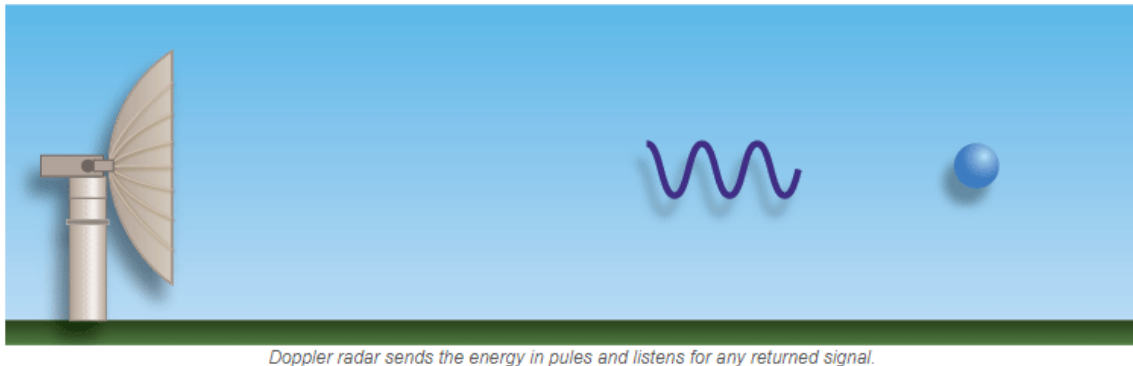 Doppler radar sends the energy in pules and listens for any returned signal.